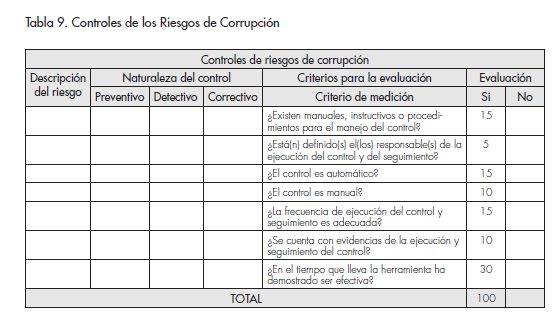 Tabla 9. Controles de los Riesgos de Corrupción
Controles de riesgos de corrupción
Descripción del riesgo
Naturaleza del control
Criterios para la evaluación
Evaluación
Preventivo Detectivo Correctivo
Criterio de medición
Si No
¿Existen manuales, instructivos o procedi-
mientos para el manejo del control?
15
¿Está(n) definido(s) el(los) responsable(s) de la
ejecución del control y del seguimiento?
5
¿El control es automático?
15
¿El control es manual?
10
¿La frecuencia de ejecución del control y
seguimiento es adecuada?
15
¿Se cuenta con evidencias de la ejecución y
seguimiento del control?
10
¿En el tiempo que lleva la herramienta ha
demostrado ser efectiva?
30
TOTAL 100